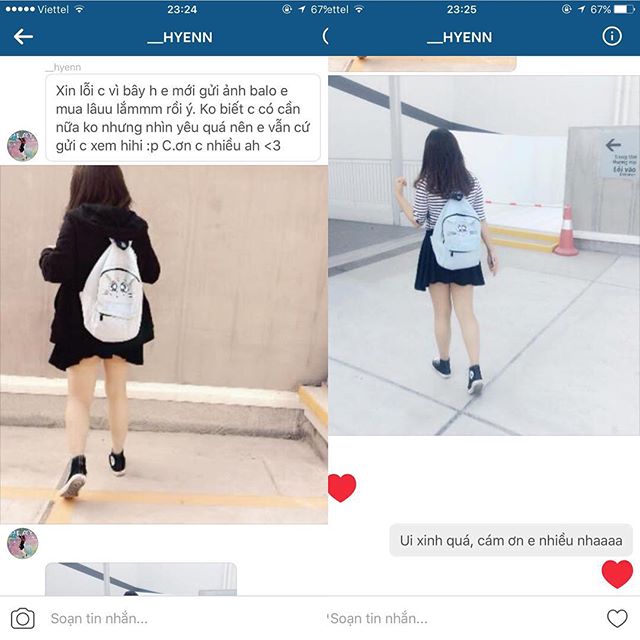 Viettel
23:24
67%
__HYENN
__hyenn
Xin lỗi c vì bây h e mới gửi ảnh balo e
mua lâuu lắmmm rồi ý. Ko biết c có cần
nữa ko nhưng nhìn yêu quá nên e vẫn cứ
gửi c xem hihi :p C.ơn c nhiều ah <3
Soạn tin nhắn...
ettel
23:25
67%
__HYENN
Lối vào
Ui xinh quá, cám ơn e nhiều nhaaaa
Soạn tin nhắn...